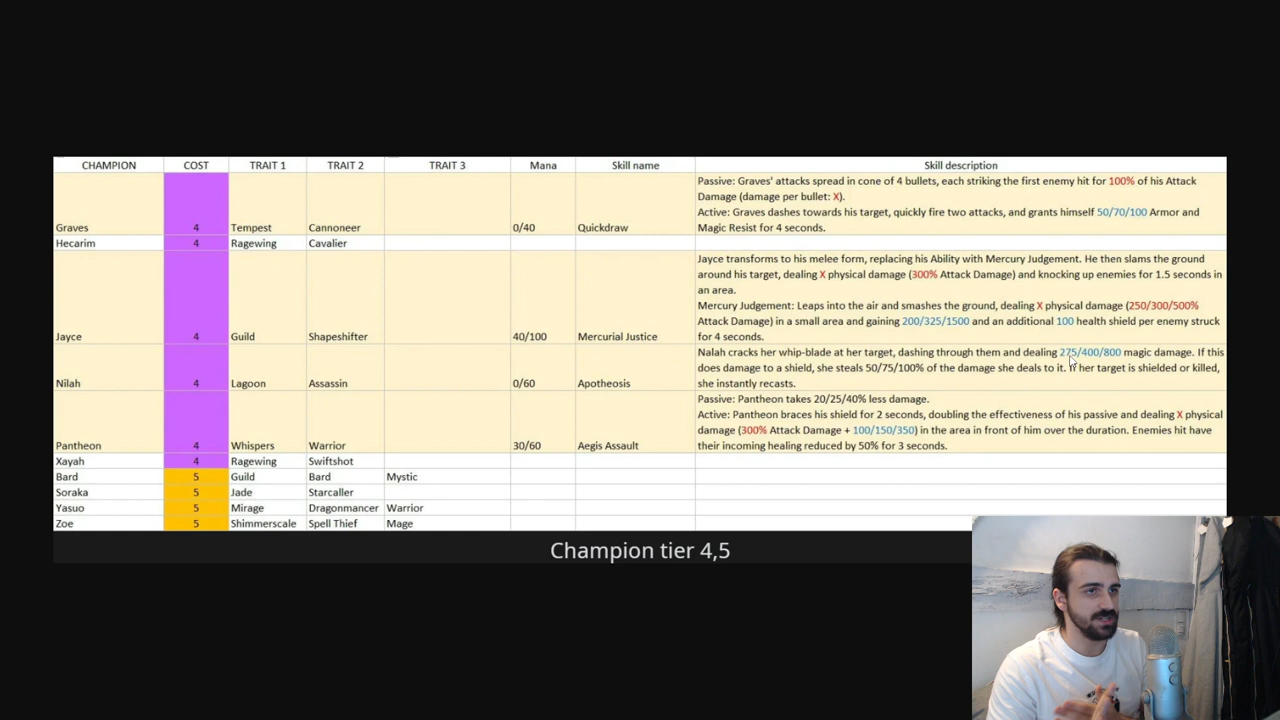 CHAMPION COST TRAIT 1 TRAIT 2 TRAIT 3 Mana Skill name Skill description
Passive: Graves' attacks spread in cone of 4 bullets, each striking the first enemy hit for 100% of his Attack
Damage (damage per bullet: X).
Active: Graves dashes towards his target, quickly fire two attacks, and grants himself 50/70/100 Armor and
Graves 4 Tempest Cannoneer 0/40 Quickdraw Magic Resist for 4 seconds.
Hecarim 4 Ragewing Cavalier
Jayce transforms to his melee form, replacing his Ability with Mercury Judgement. He then slams the ground
around his target, dealing X physical damage (300% Attack Damage) and knocking up enemies for 1.5 seconds in
an area.
Mercury Judgement: Leaps into the air and smashes the ground, dealing X physical damage (250/300/500%
Attack Damage) in a small area and gaining 200/325/1500 and an additional 100 health shield per enemy struck
Jayce 4 Guild Shapeshifter 40/100 Mercurial Justice for 4 seconds.
Nalah cracks her whip-blade at her target, dashing through them and dealing 275/400/800 magic damage. If this
does damage to a shield, she steals 50/75/100% of the damage she deals to it. If her target is shielded or killed,
Nilah 4 Lagoon Assassin 0/60 Apotheosis she instantly recasts.
Passive: Pantheon takes 20/25/40% less damage.
Active: Pantheon braces his shield for 2 seconds, doubling the effectiveness of his passive and dealing X physical
damage (300% Attack Damage + 100/150/350) in the area in front of him over the duration. Enemies hit have
Pantheon 4 Whispers Warrior 30/60 Aegis Assault their incoming healing reduced by 50% for 3 seconds.
Xayah 4 Ragewing Swiftshot
Bard 5 Guild Bard Mystic
Soraka 5 Jade Starcaller
Yasuo 5 Mirage Dragonmancer Warrior
Zoe 5 Shimmerscale Spell Thief Mage
Champion tier 4,5